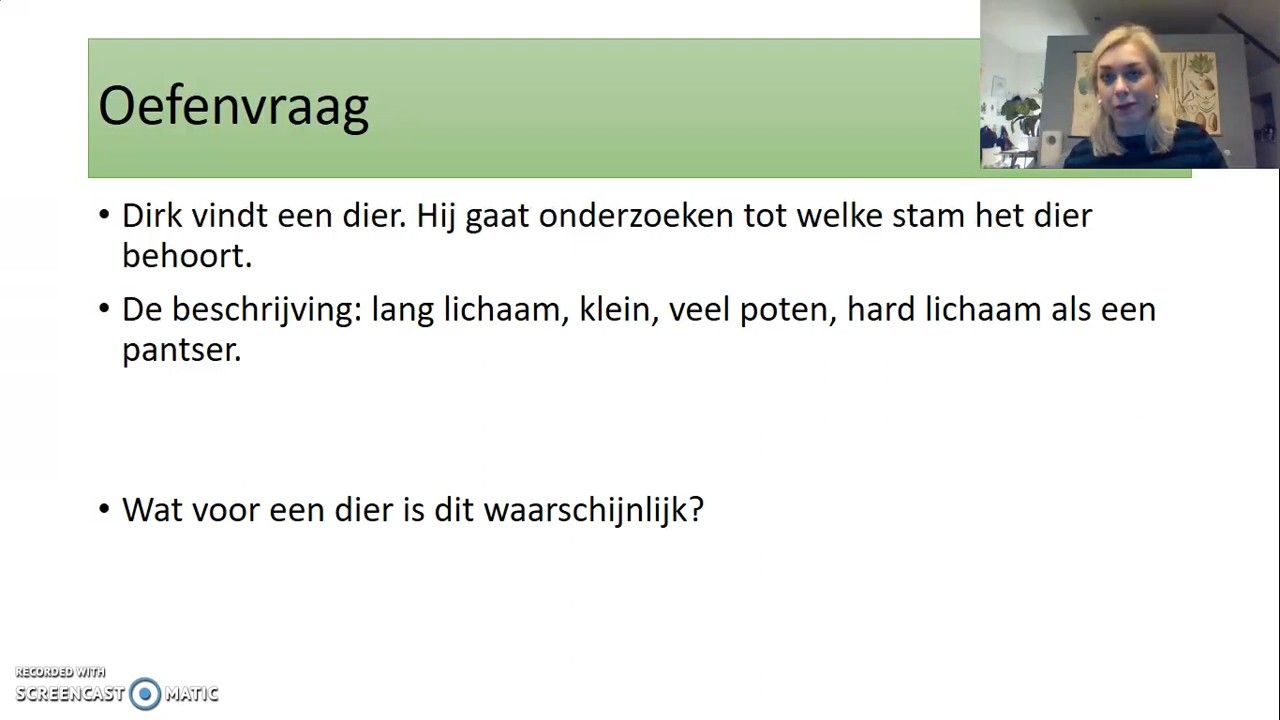 Oefenvraag
• Dirk vindt een dier. Hij gaat onderzoeken tot welke stam het dier
behoort.
• De beschrijving: lang lichaam, klein, veel poten, hard lichaam als een
pantser.
• Wat voor een dier is dit waarschijnlijk?
RECORDED WITH
SCREENCAST MATIC